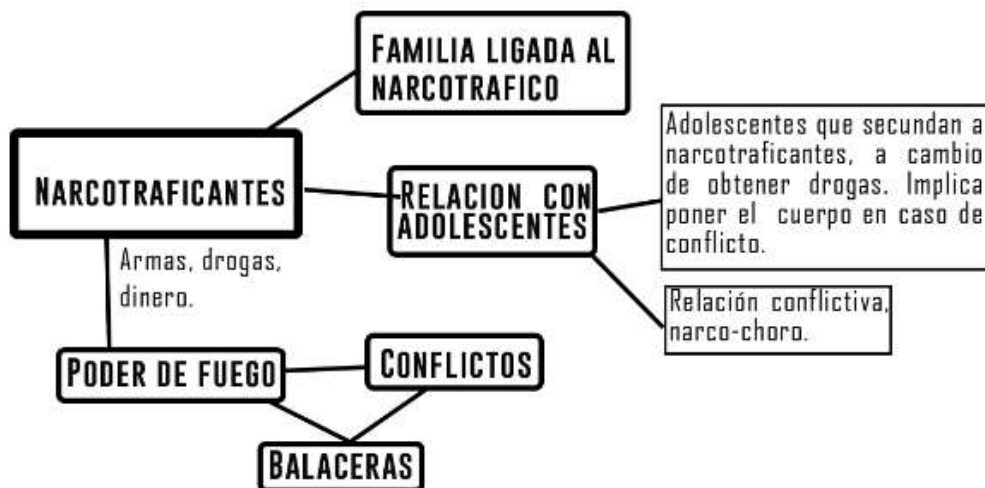 FAMILIA LIGADA AL
NARCOTRAFICO
NARCOTRAFICANTES
RELACION CON
ADOLESCENTES
Adolescentes que secundan a
narcotraficantes, a cambio
de obtener drogas. Implica
poner el cuerpo en caso de
conflicto.
Armas, drogas,
dinero.
Relación conflictiva,
narco-choro.
PODER DE FUEGO
CONFLICTOS
BALACERAS